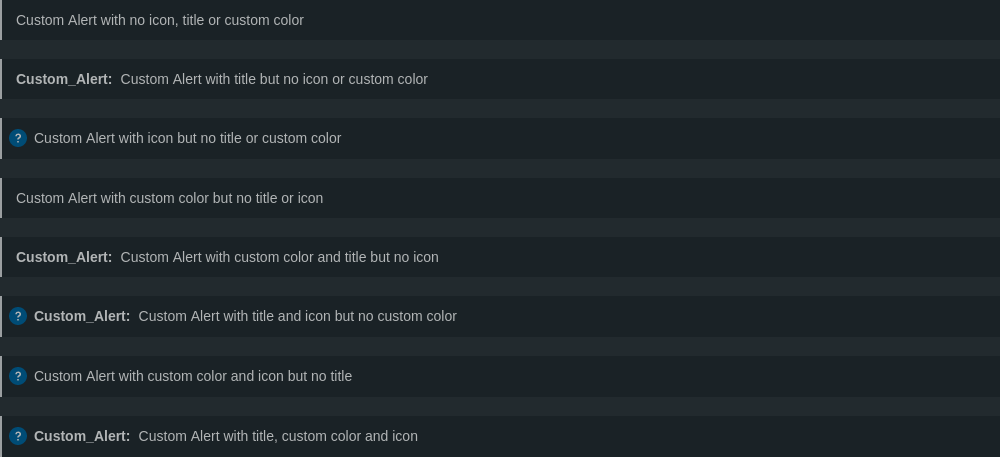 Custom Alert with no icon, title or custom color
Custom_Alert: Custom Alert with title but no icon or custom color
? Custom Alert with icon but no title or custom color
Custom Alert with custom color but no title or icon
Custom_Alert: Custom Alert with custom color and title but no icon
? Custom_Alert: Custom Alert with title and icon but no custom color
? Custom Alert with custom color and icon but no title
? Custom_Alert: Custom Alert with title, custom color and icon